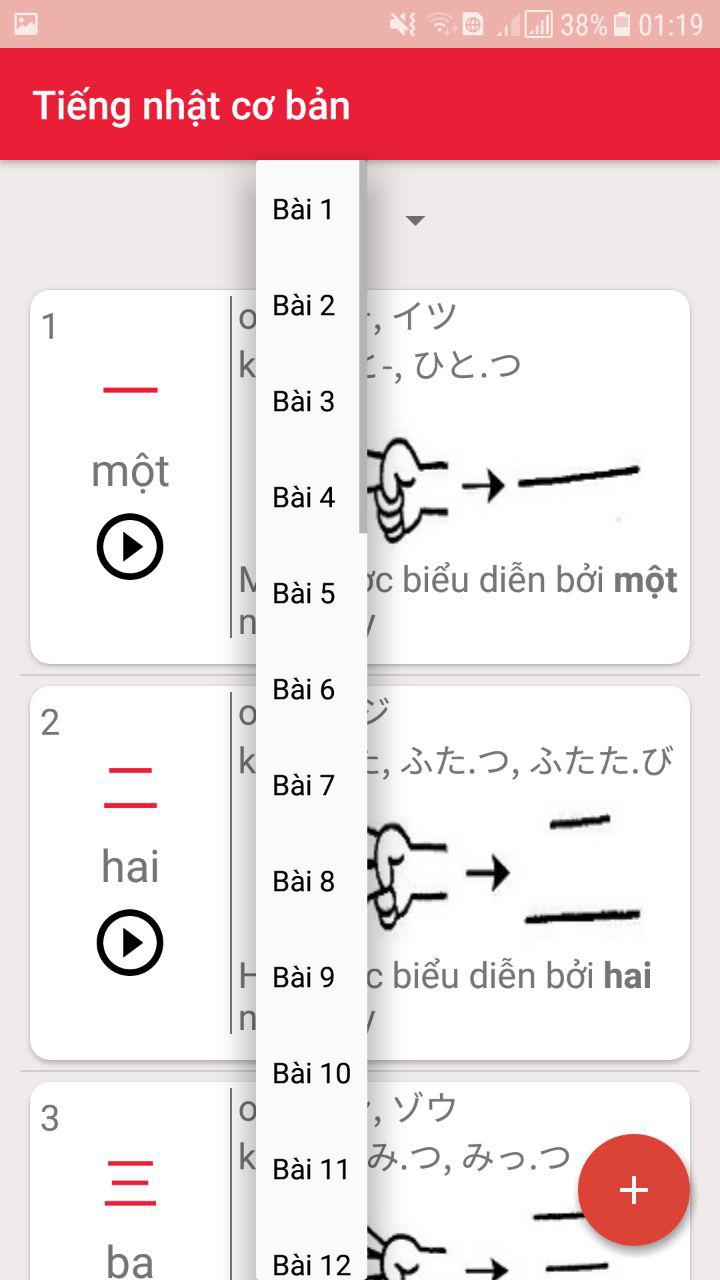 38% 01:19
Tiếng nhật cơ bản
Bài 1
Bài 2
Bài 3
Bài 4
Bài 5
Bài 6
Bài 7
Bài 8
Bài 9
Bài 10
Bài 11
Bài 12
1
一
một
イツ
ひと.つ
biểu diễn bởi một
2
二
hai
ふた.つ, ふたた.び
biểu diễn bởi hai
3
三
ba
ゾウ
み.つ, みっ.つ
+